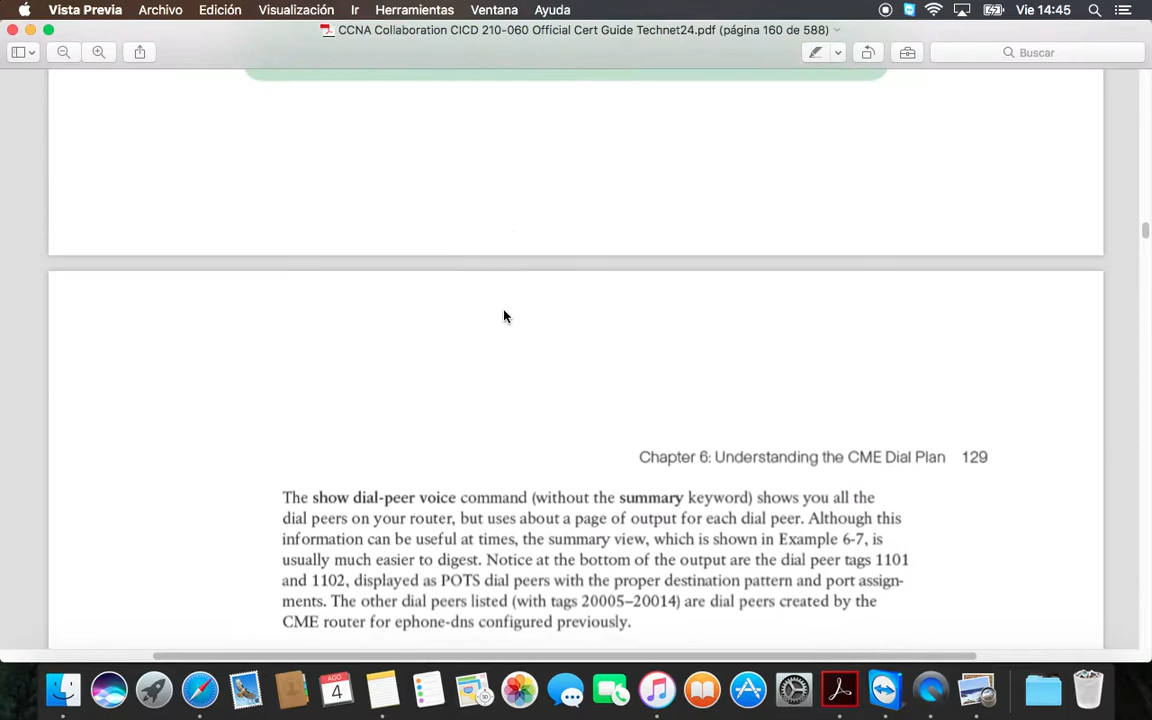 Vista Previa Archivo Edición Visualización Ir Herramientas Ventana Ayuda Vie 14:45
CCNA Collaboration CICD 210-060 Official Cert Guide Technet24.pdf (página 160 de 588)
Buscar
Chapter 6: Understanding the CME Dial Plan 129
The show dial-peer voice command (without the summary keyword) shows you all the
dial peers on your router, but uses about a page of output for each dial peer. Although this
information can be useful at times, the summary view, which is shown in Example 6-7, is
usually much easier to digest. Notice at the bottom of the output are the dial peer tags 1101
and 1102, displayed as POTS dial peers with the proper destination pattern and port assign-
ments. The other dial peers listed (with tags 20005–20014) are dial peers created by the
CME router for ephone-dns configured previously.
4